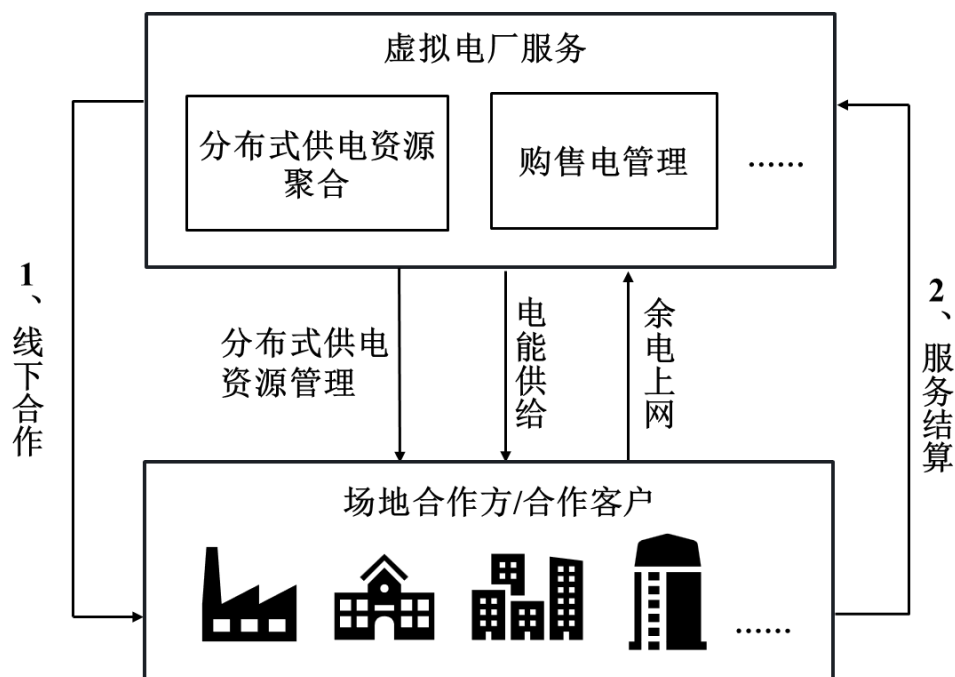 虚拟电厂服务
分布式供电资源
聚合
购售电管理
……
1、线下合作
分布式供电
资源管理
电能供给
余电上网
2、服务结算
场地合作方/合作客户
……